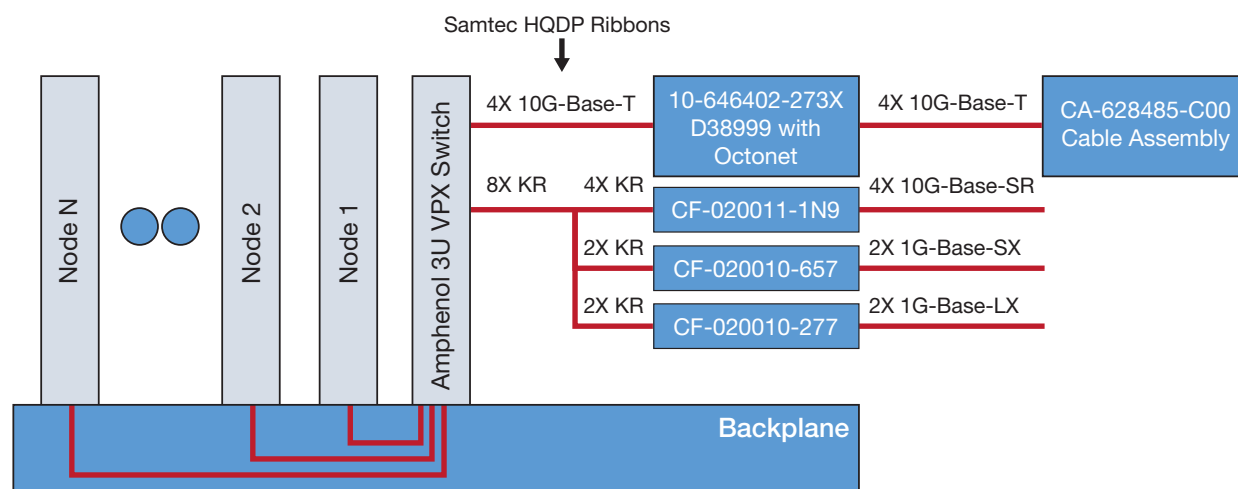 Samtec HQDP Ribbons
Node N
Node 2
Node 1
Amphenol 3U VPX Switch
4X 10G-Base-T
10-646402-273X
D38999 with
Octonet
4X 10G-Base-T
CA-628485-C00
Cable Assembly
8X KR
4X KR
CF-020011-1N9
4X 10G-Base-SR
2X KR
CF-020010-657
2X 1G-Base-SX
2X KR
CF-020010-277
2X 1G-Base-LX
Backplane